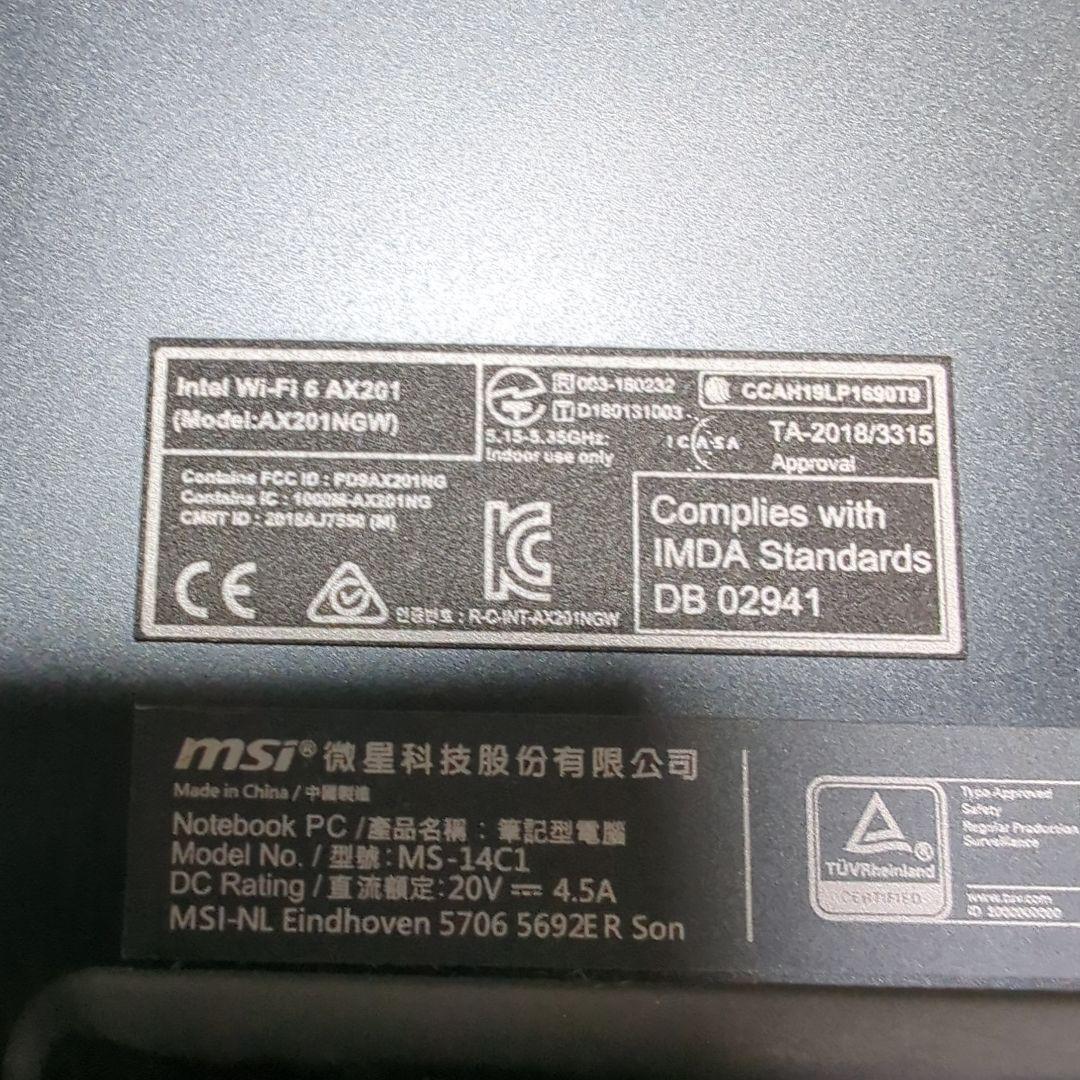 Intel Wi-Fi 6 AX201
(Model:AX201NGW)
R 003-180232
T D180131003
5.15-5.35GHz:
Indoor use only
CCAH19LP1690T9
ICASA
TA-2018/3315
Approval
Contains FCC ID : PD9AX201NG
Contains IC : 1000M-AX201NG
CMIIT ID : 2018AJ7550 (M)
CE
KC
인증번호 : R-C-INT-AX201NGW
Complies with
IMDA Standards
DB 02941
msi® 微星科技股份有限公司
Made in China / 中國製造
Notebook PC /產品名稱 : 筆記型電腦
Model No. / 型號: MS-14C1
DC Rating / 直流額定: 20V 4.5A
MSI-NL Eindhoven 5706 5692ER Son
TÜVRheinland®
CERTIFIED
Type Approved
Safety
Regular Production
Surveillance
www.tuv.com